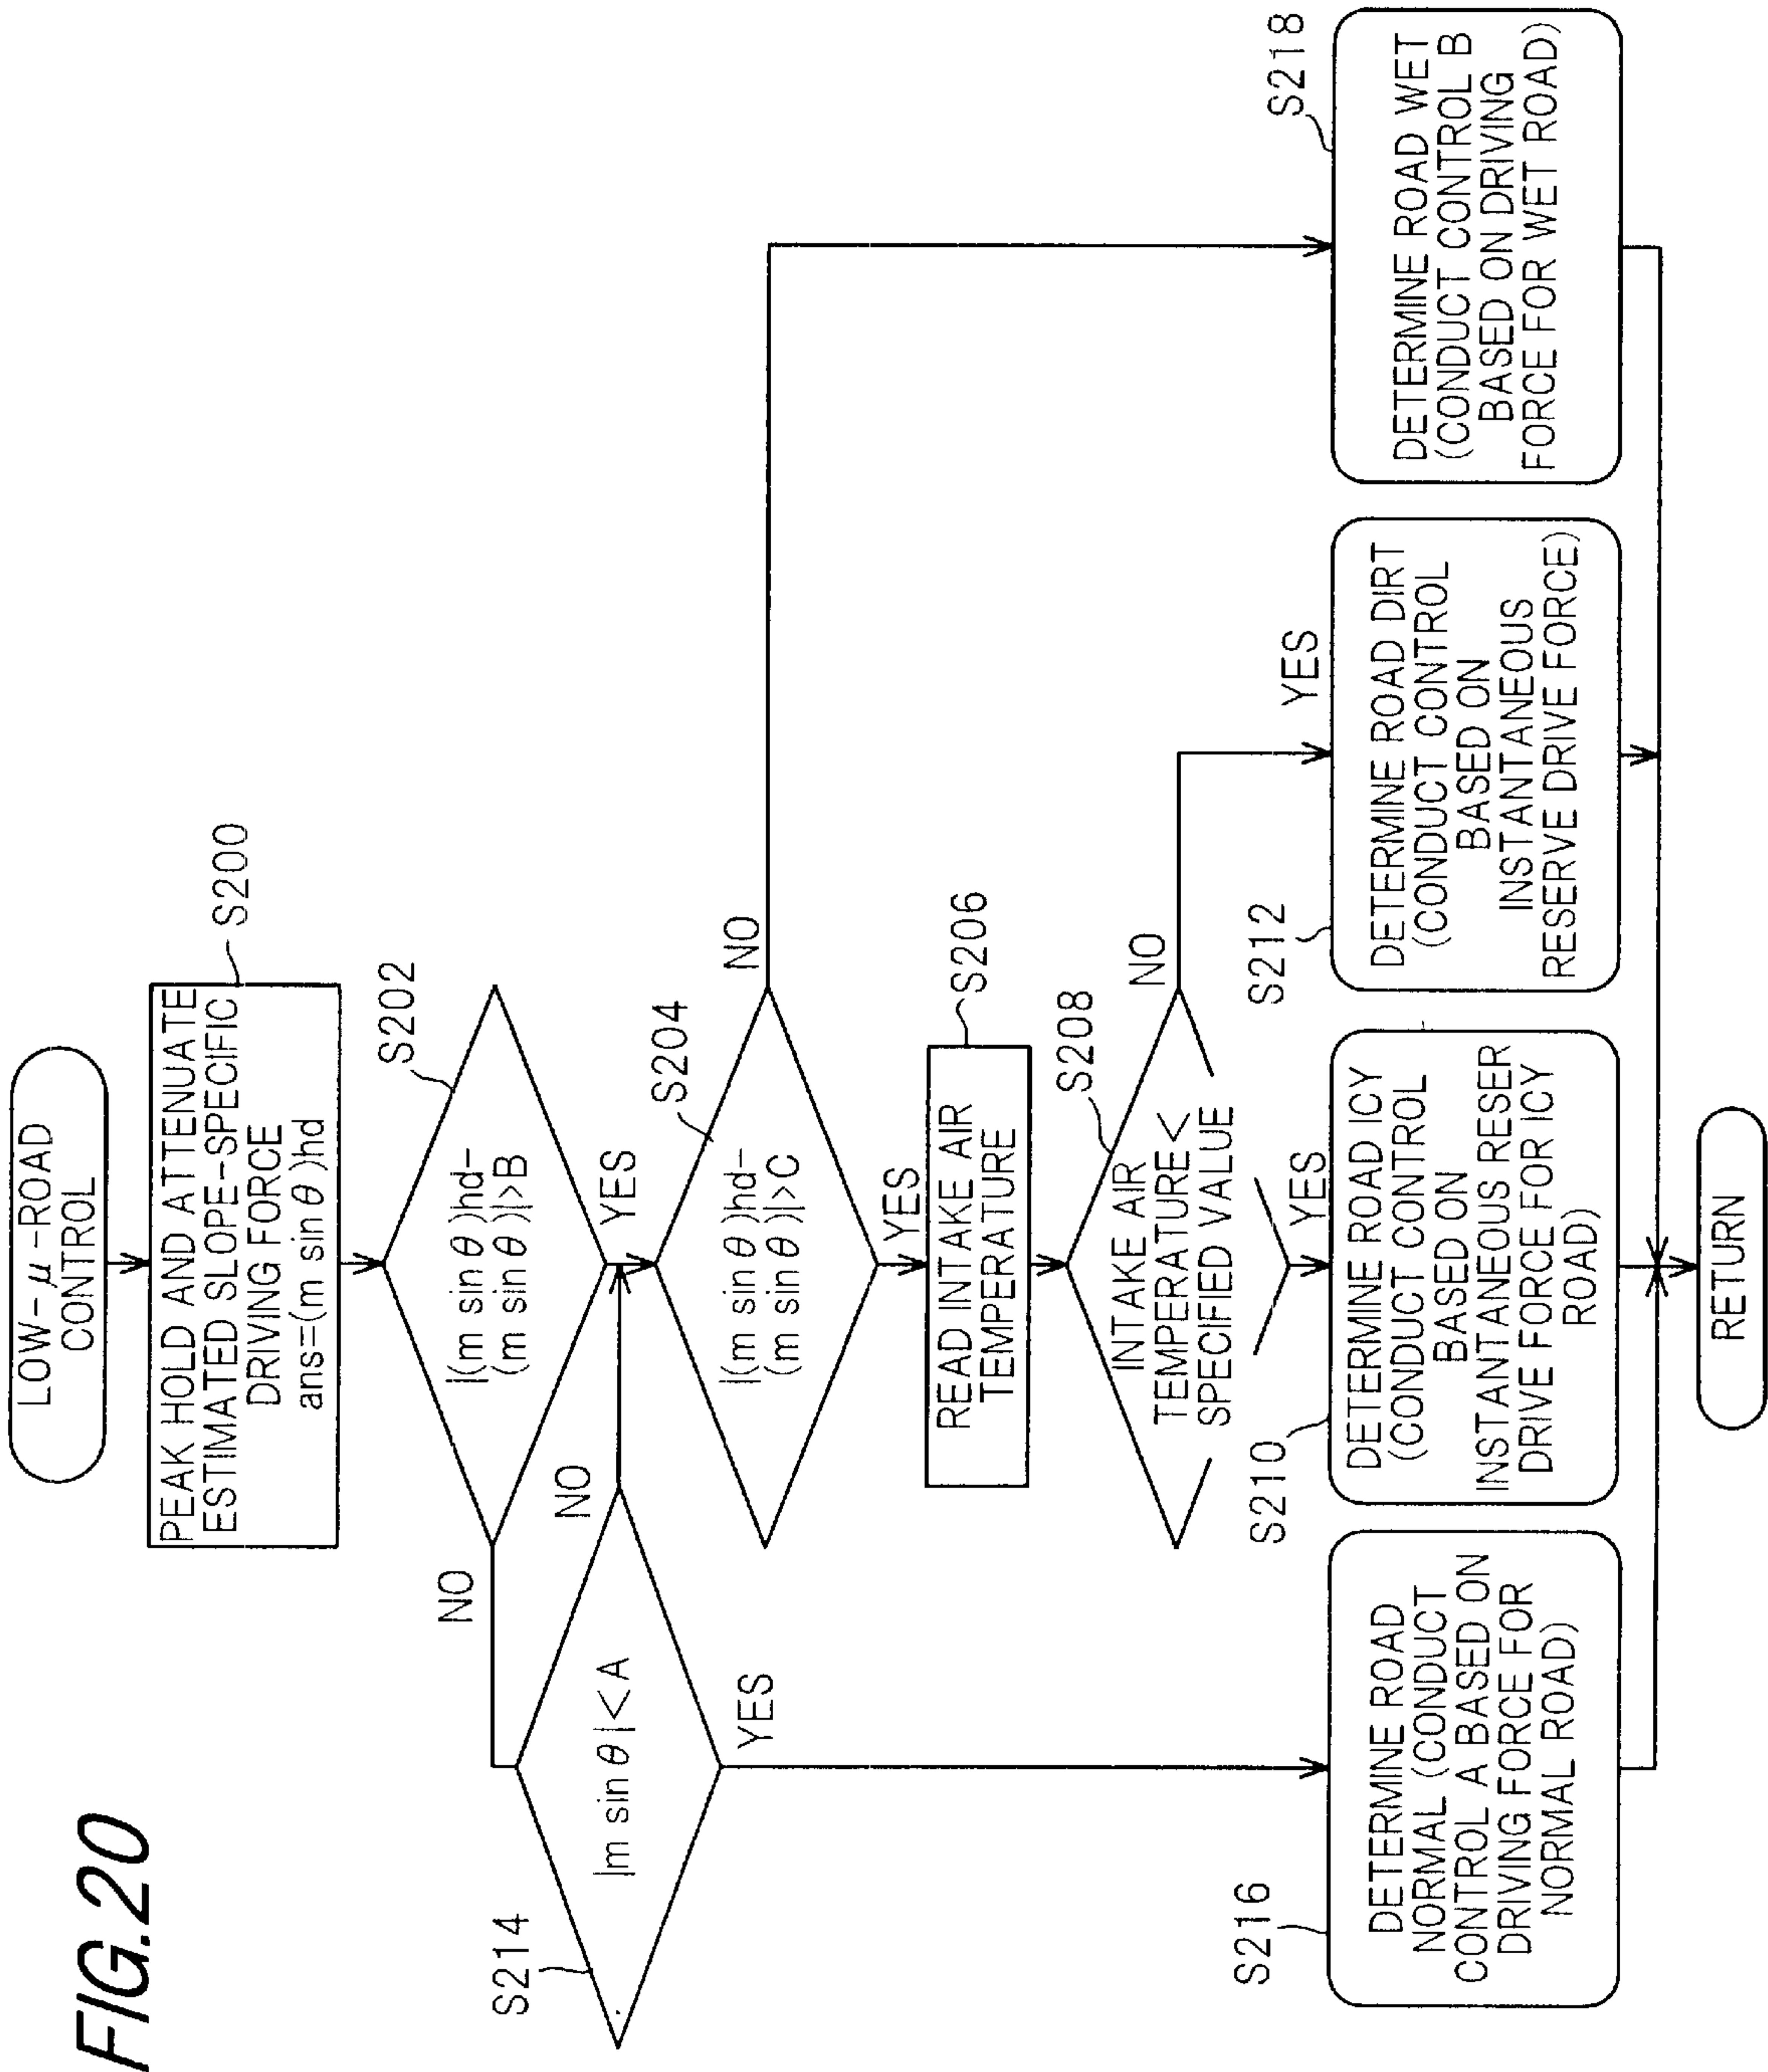 FIG.20
LOW-μ-ROAD
CONTROL
PEAK HOLD AND ATTENUATE
ESTIMATED SLOPE-SPECIFIC
DRIVING FORCE
ans=(m sin θ)hd
S200
|(m sin θ)hd-
(m sin θ)|>B
S202
NO
YES
|m sin θ|<A
S214
NO
YES
|(m sin θ)hd-
(m sin θ)|>C
S204
NO
YES
READ INTAKE AIR
TEMPERATURE
S206
INTAKE AIR
TEMPERATURE<
SPECIFIED VALUE
S208
NO
YES
YES
S216
DETERMINE ROAD
NORMAL (CONDUCT
CONTROL A BASED ON
DRIVING FORCE FOR
NORMAL ROAD)
S210
DETERMINE ROAD ICY
(CONDUCT CONTROL
BASED ON
INSTANTANEOUS RESER
DRIVE FORCE FOR ICY
ROAD)
S212
DETERMINE ROAD DIRT
(CONDUCT CONTROL
BASED ON
INSTANTANEOUS
RESERVE DRIVE FORCE)
S218
DETERMINE ROAD WET
(CONDUCT CONTROL B
BASED ON DRIVING
FORCE FOR WET ROAD)
RETURN